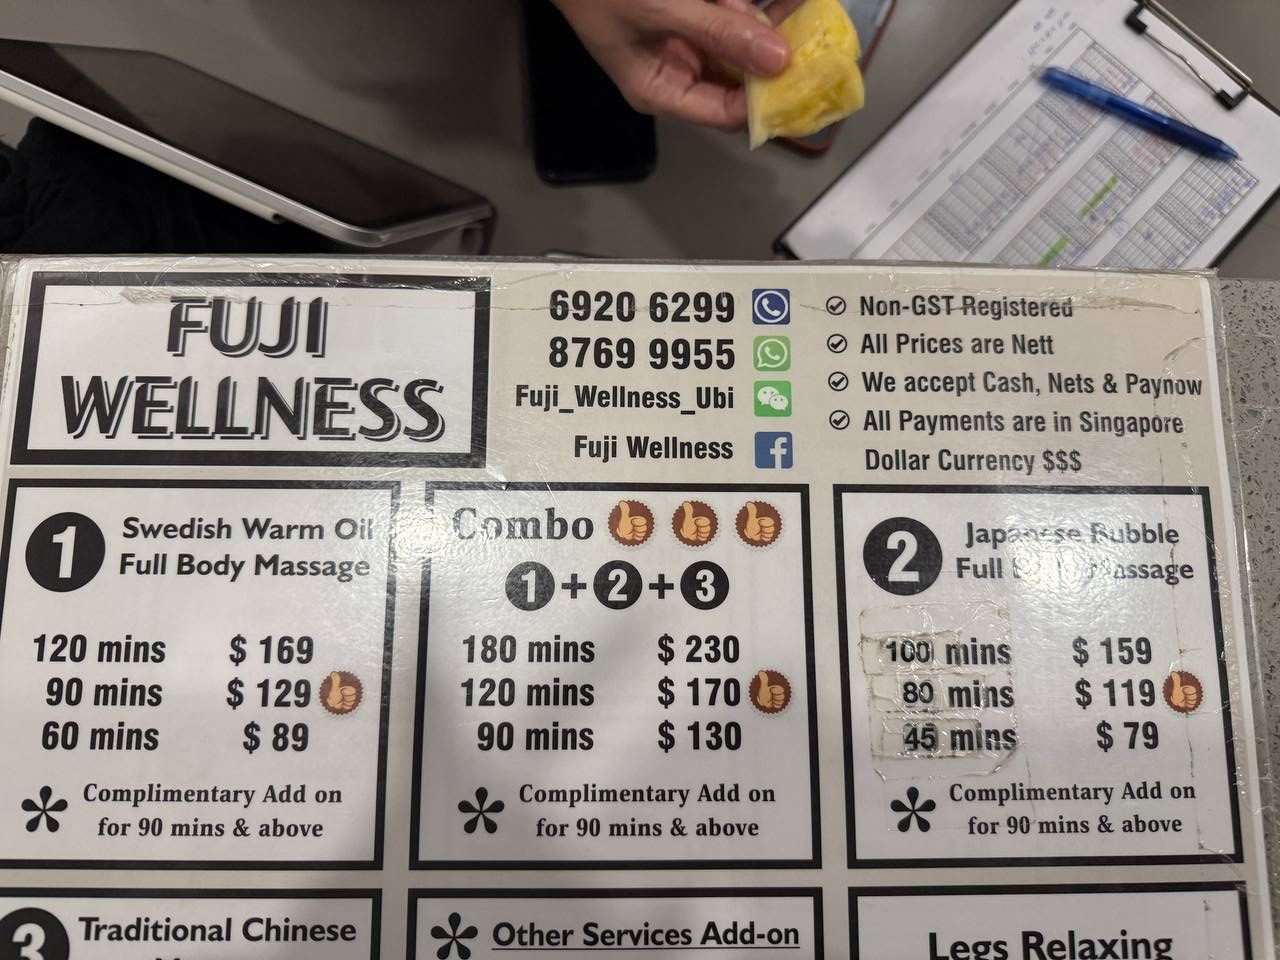 FUJI
WELLNESS
6920 6299
8769 9955
Fuji_Wellness_Ubi
Fuji Wellness
Non-GST Registered
All Prices are Nett
We accept Cash, Nets & Paynow
All Payments are in Singapore
Dollar Currency $$$
1 Swedish Warm Oil
Full Body Massage
120 mins $ 169
90 mins $ 129
60 mins $ 89
* Complimentary Add on
for 90 mins & above
Combo
1+2+3
180 mins $ 230
120 mins $ 170
90 mins $ 130
* Complimentary Add on
for 90 mins & above
2 Japanese Bubble
Full Massage
100 mins $ 159
80 mins $ 119
45 mins $ 79
* Complimentary Add on
for 90 mins & above
3 Traditional Chinese
* Other Services Add-on
Legs Relaxing